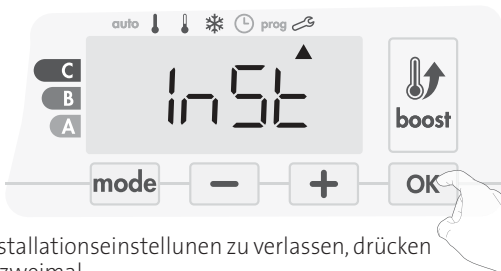 auto prog
C
InSt
B
boost
A
mode − + OK
stallationseinstellunen zu verlassen, drücken
zweimal